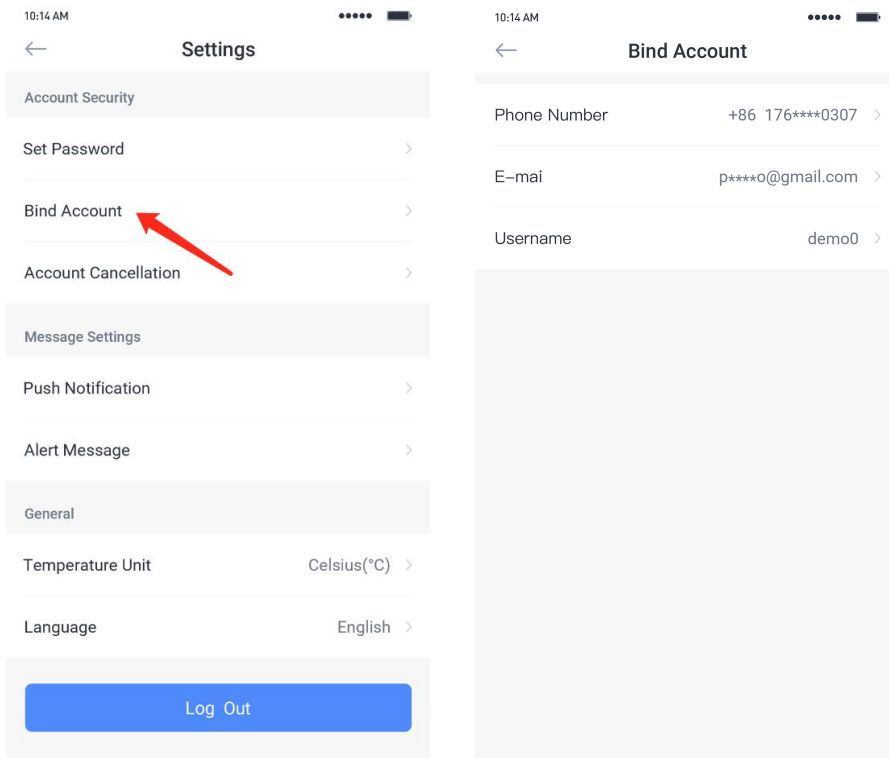 10:14 AM
Settings
Account Security
Set Password
Bind Account
Account Cancellation
Message Settings
Push Notification
Alert Message
General
Temperature Unit Celsius(°C)
Language English
Log Out
10:14 AM
Bind Account
Phone Number +86 176****0307
E-mai p****o@gmail.com
Username demo0